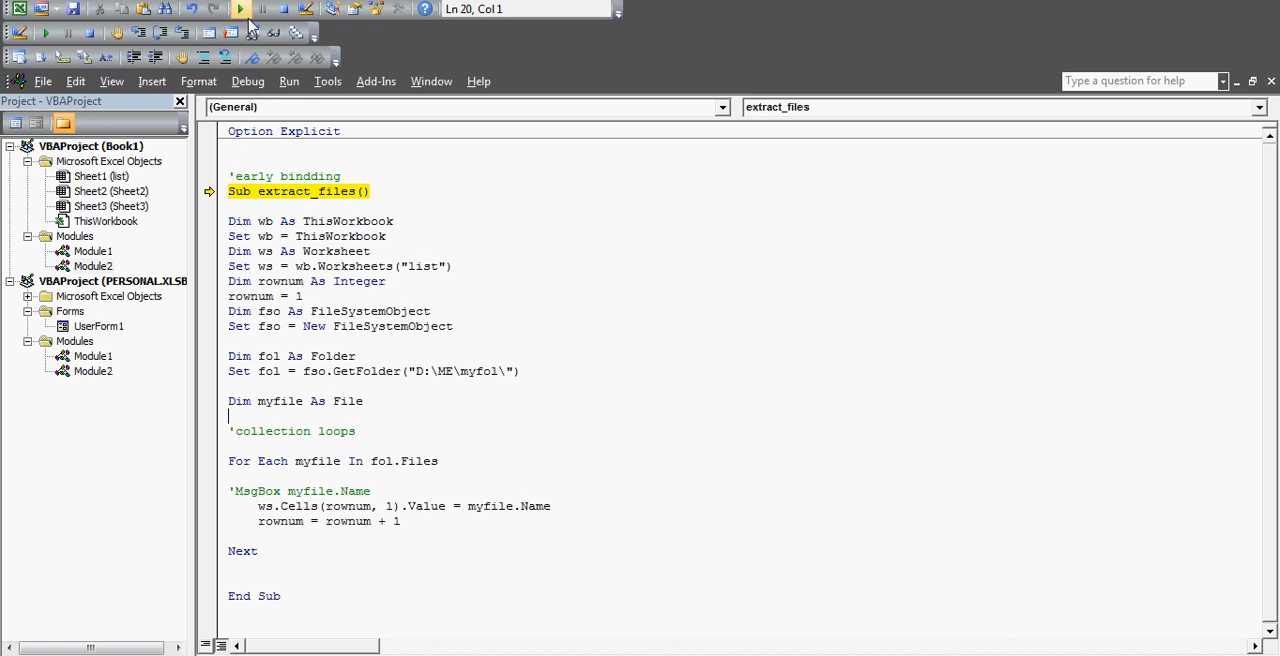 Ln 20, Col 1
File Edit View Insert Format Debug Run Tools Add-Ins Window Help
Type a question for help
Project - VBAProject
(General)
extract_files
VBAProject (Book1)
Microsoft Excel Objects
Sheet1 (list)
Sheet2 (Sheet2)
Sheet3 (Sheet3)
ThisWorkbook
Modules
Module1
Module2
VBAProject (PERSONAL.XLSB
Microsoft Excel Objects
Forms
UserForm1
Modules
Module1
Module2
Option Explicit
'early bindding
Sub extract_files()
Dim wb As ThisWorkbook
Set wb = ThisWorkbook
Dim ws As Worksheet
Set ws = wb.Worksheets("list")
Dim rownum As Integer
rownum = 1
Dim fso As FileSystemObject
Set fso = New FileSystemObject
Dim fol As Folder
Set fol = fso.GetFolder("D:\ME\myfol\")
Dim myfile As File
'collection loops
For Each myfile In fol.Files
'MsgBox myfile.Name
ws.Cells(rownum, 1).Value = myfile.Name
rownum = rownum + 1
Next
End Sub